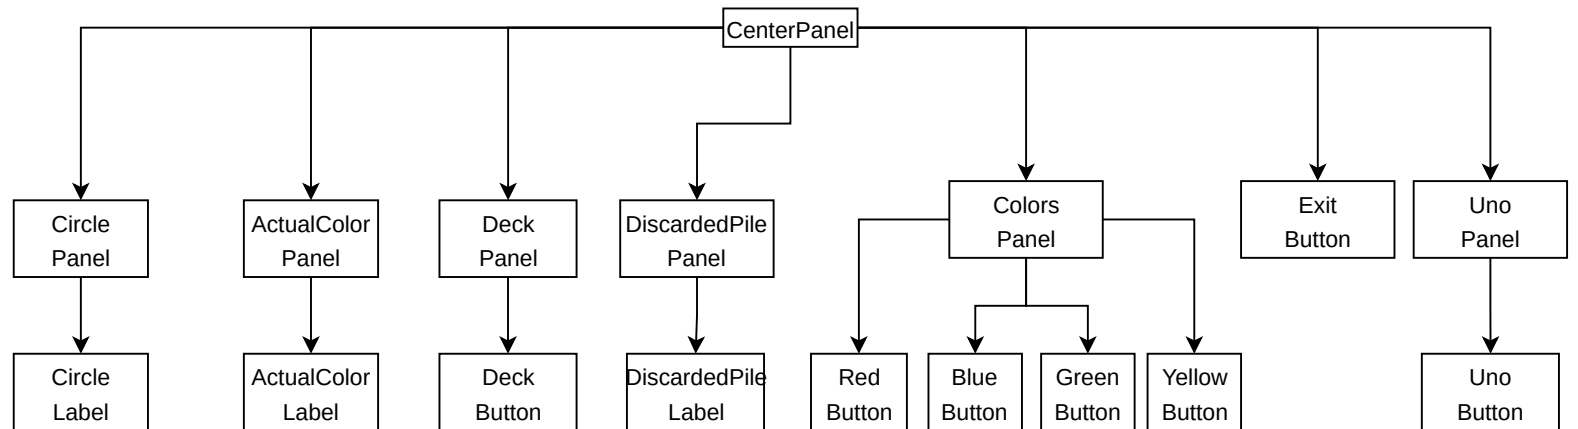 CenterPanel
Circle
Panel
ActualColor
Panel
Deck
Panel
DiscardedPile
Panel
Colors
Panel
Exit
Button
Uno
Panel
Circle
Label
ActualColor
Label
Deck
Button
DiscardedPile
Label
Red
Button
Blue
Button
Green
Button
Yellow
Button
Uno
Button